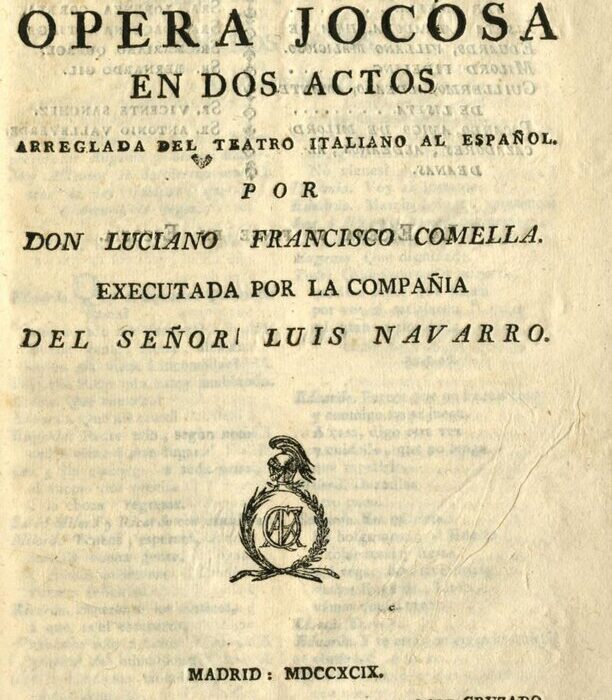 OPERA JOCOSA
EN DOS ACTOS
ARREGLADA DEL TEATRO ITALIANO AL ESPAÑOL.
POR
DON LUCIANO FRANCISCO COMELLA.
EXECUTADA POR LA COMPAÑIA
DEL SEÑOR LUIS NAVARRO.
MADRID: MDCCXCIX.
CRUZADO